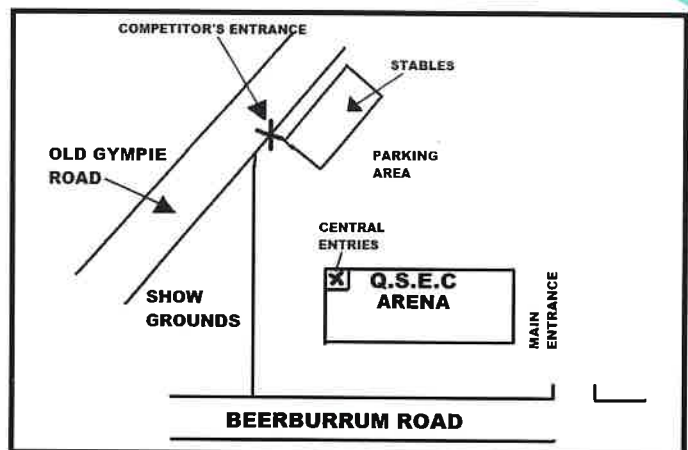 COMPETITOR'S ENTRANCE
STABLES
OLD GYMPIE
ROAD
PARKING
AREA
CENTRAL
ENTRIES
Q.S.E.C
ARENA
SHOW
GROUNDS
MAIN
ENTRANCE
BEERBURRUM ROAD